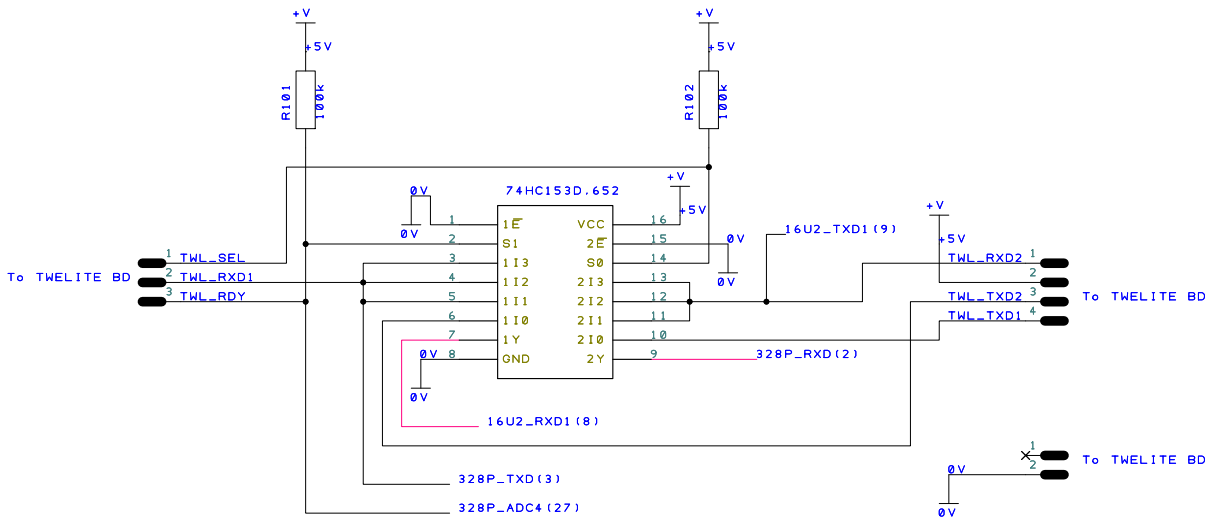 +V
+5V
R101
100k
+V
+5V
R102
100k
74HC153D,652
0V
0V
+V
+5V
0V
0V
1 1E 
2 S1
3 1I3
4 1I2
5 1I1
6 1I0
7 1Y
8 GND
VCC 16
2E 15
S0 14
2I3 13
2I2 12
2I1 11
2I0 10
2Y 9
0V
0V
To TWELITE BD
1 TWL_SEL
2 TWL_RXD1
3 TWL_RDY
16U2_TXD1(9)
328P_RXD(2)
16U2_RXD1(8)
328P_TXD(3)
328P_ADC4(27)
+V
+5V
TWL_RXD2 1
2
TWL_TXD2 3
TWL_TXD1 4
To TWELITE BD
1
0V 2
0V
To TWELITE BD